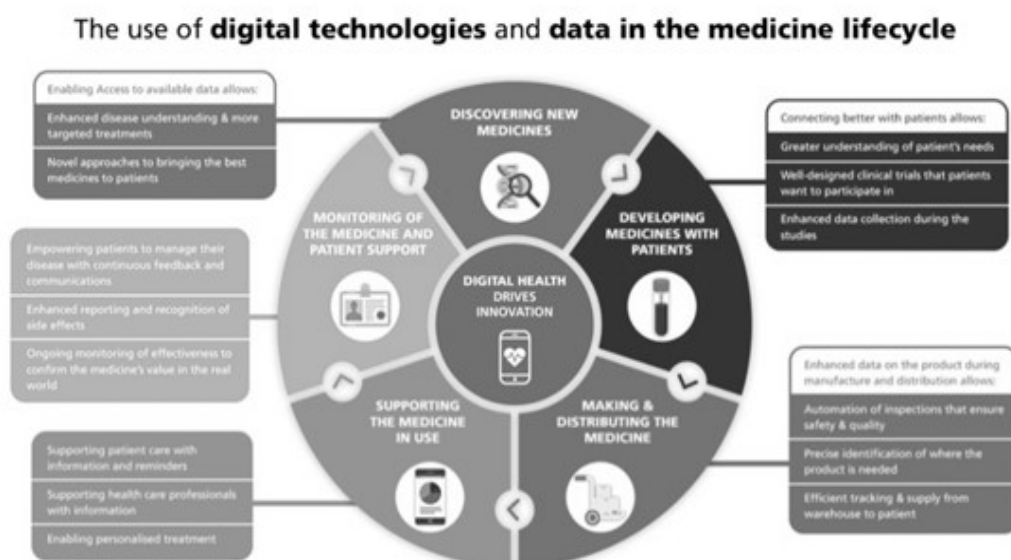 The use of digital technologies and data in the medicine lifecycle
Enabling Access to available data allows:
Enhanced disease understanding & more
targeted treatments
Novel approaches to bringing the best
medicines to patients
DISCOVERING NEW
MEDICINES
Connecting better with patients allows:
Greater understanding of patient's needs
Well-designed clinical trials that patients
want to participate in
Enhanced data collection during the
studies
MONITORING OF
THE MEDICINE AND
PATIENT SUPPORT
DEVELOPING
MEDICINES WITH
PATIENTS
Empowering patients to manage their
disease with continuous feedback and
communications
Enhanced reporting and recognition of
side effects
Ongoing monitoring of effectiveness to
confirm the medicine's value in the real
world
DIGITAL HEALTH
DRIVES
INNOVATION
Enhanced data on the product during
manufacture and distribution allows:
Automation of inspections that ensure
safety & quality
Precise identification of where the
product is needed
Efficient tracking & supply from
warehouse to patient
SUPPORTING
THE MEDICINE
IN USE
MAKING &
DISTRIBUTING THE
MEDICINE
Supporting patient care with
information and reminders
Supporting health care professionals
with information
Enabling personalised treatment